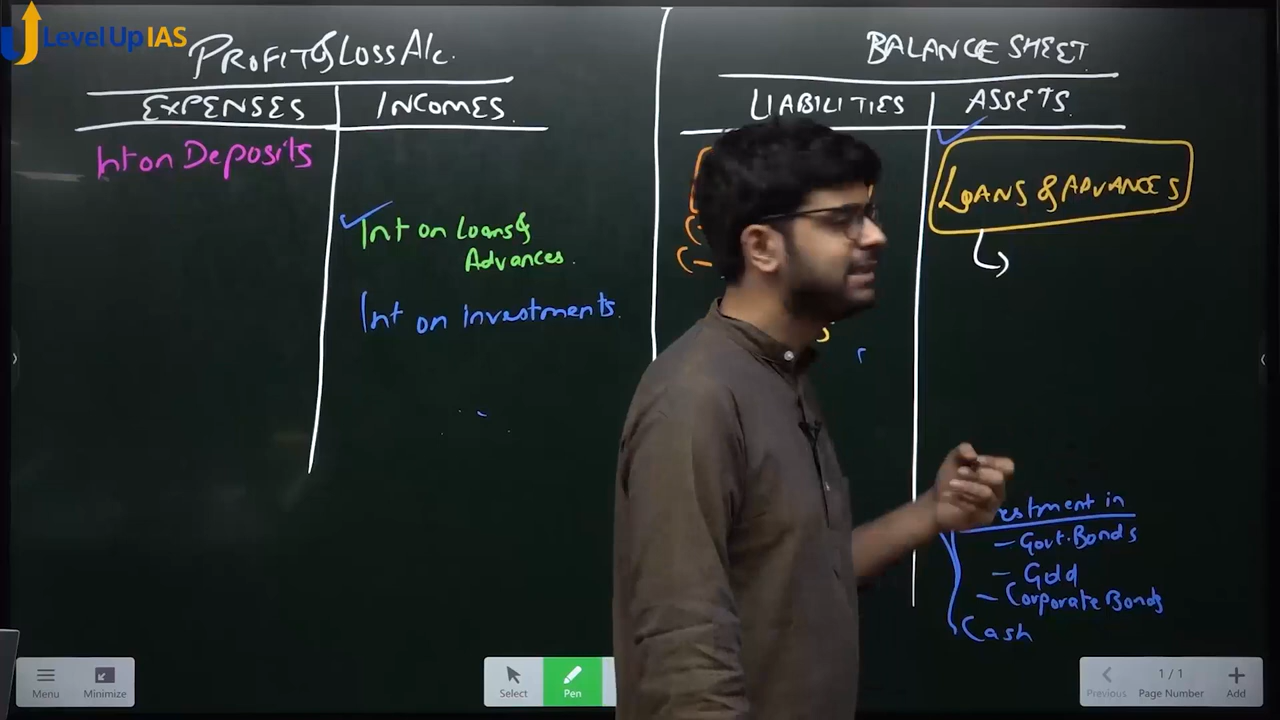 LevelUp IAS
PROFIT & LOSS A/c.
EXPENSES
INCOMES
Int on Deposits
Int on Loans &
Advances.
Int on Investments.
BALANCE SHEET
LIABILITIES
ASSETS
LOANS & ADVANCES
estment in
- Govt. Bonds
- Gold
- Corporate Bonds
Cash
Menu
Minimize
Select
Pen
Previous
1/1
Page Number
Add